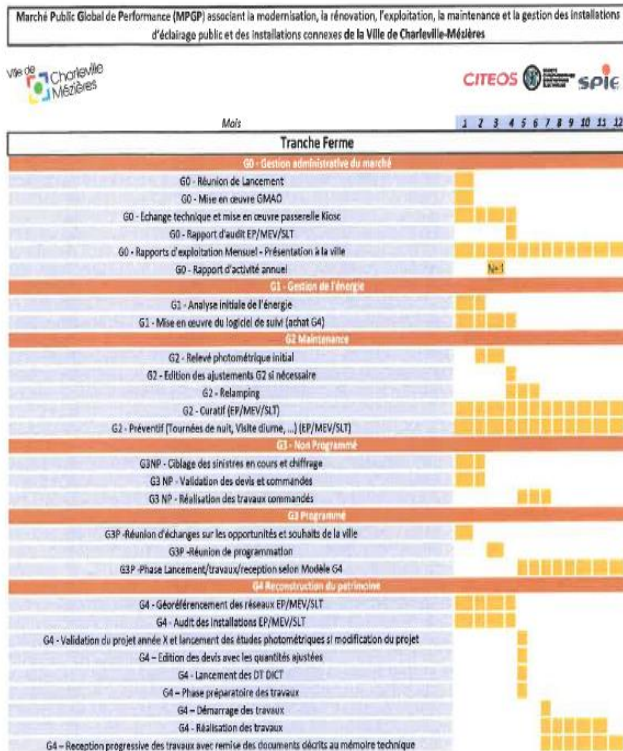 Marché Public Global de Performance (MPGP) associant la modernisation, la rénovation, l'exploitation, la maintenance et la gestion des installations
d'éclairage public et des installations connexes de la Ville de Charleville-Mézières
Ville de Charleville
Mézières
CITEOS
SPIE
Mois 1 2 3 4 5 6 7 8 9 10 11 12
Tranche Ferme
G0 - Gestion administrative du marché
G0 - Réunion de Lancement
G0 - Mise en œuvre GMAO
G0 - Echange technique et mise en œuvre passerelle Kiosc
G0 - Rapport d'audit EP/MEV/SLT
G0 - Rapports d'exploitation Mensuel - Présentation à la ville
G0 - Rapport d'activité annuel
G1 - Gestion de l'énergie
G1 - Analyse initiale de l'énergie
G1 - Mise en œuvre du logiciel de suivi (achat G4)
G2 Maintenance
G2 - Relevé photométrique initial
G2 - Edition des ajustements G2 si nécessaire
G2 - Relamping
G2 - Curatif (EP/MEV/SLT)
G2 - Préventif (Tournées de nuit, Visite diurne, ...) (EP/MEV/SLT)
G3 - Non Programmé
G3NP - Ciblage des sinistres en cours et chiffrage
G3 NP - Validation des devis et commandes
G3 NP - Réalisation des travaux commandés
G3 Programmé
G3P -Réunion d'échanges sur les opportunités et souhaits de la ville
G3P -Réunion de programmation
G3P -Phase Lancement/travaux/reception selon Modèle G4
G4 Reconstruction du patrimoine
G4 - Géoréférencement des réseaux EP/MEV/SLT
G4 - Audit des Installations EP/MEV/SLT
G4 - Validation du projet année X et lancement des études photométriques si modification du projet
G4 – Edition des devis avec les quantités ajustées
G4 - Lancement des DT DICT
G4 – Phase préparatoire des travaux
G4 – Démarrage des travaux
G4 - Réalisation des travaux
G4 – Reception progressive des travaux avec remise des documents décrits au mémoire technique